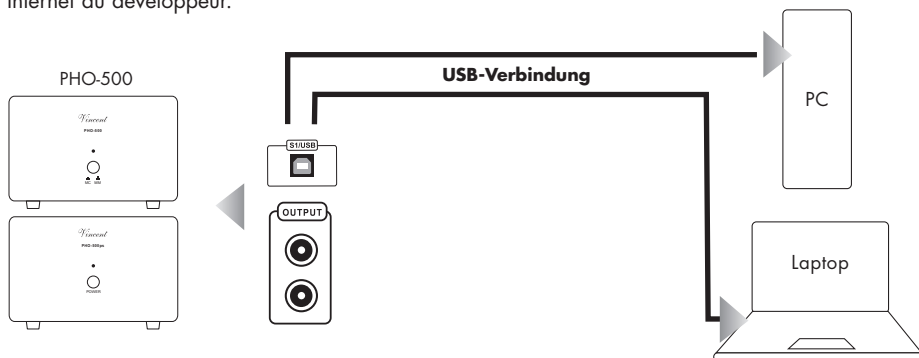 Internet du développeur.
PHO-500
USB-Verbindung
PC
Vincent
PHO-500
MC MM
S1/USB
OUTPUT
Vincent
PHO-500ps
POWER
Laptop